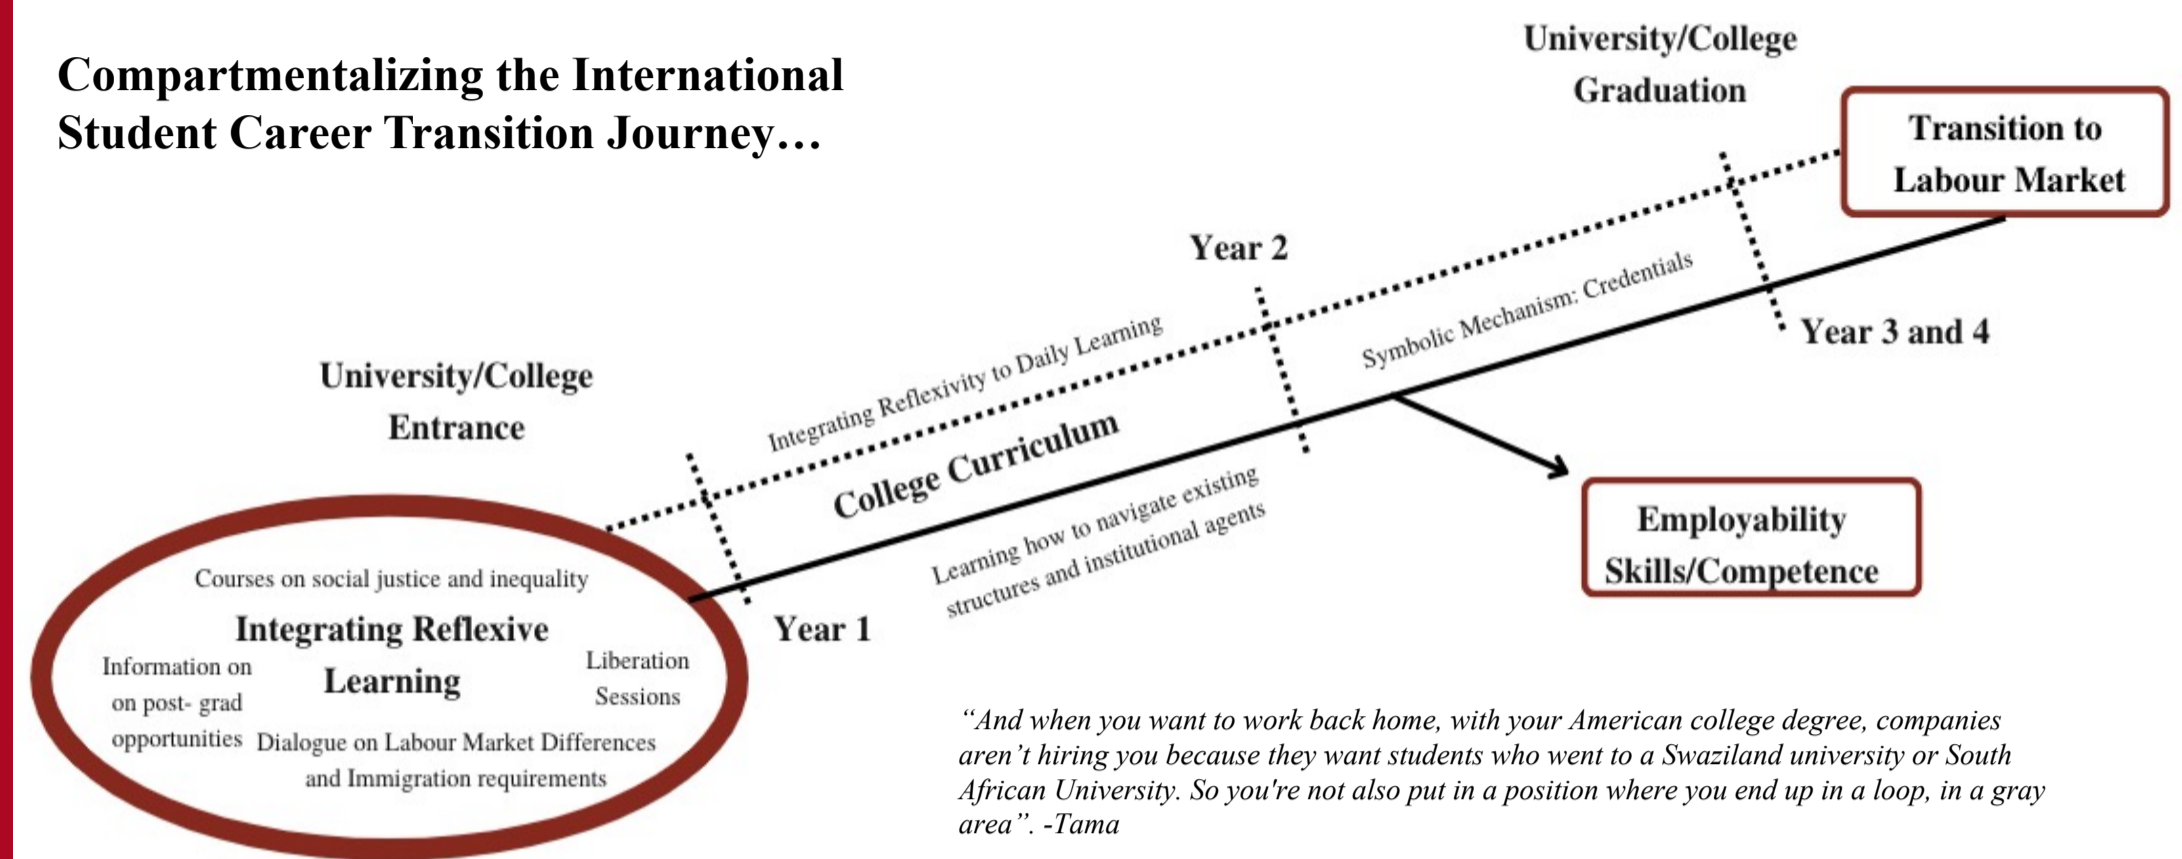 Compartmentalizing the International
Student Career Transition Journey…
University/College
Graduation
Transition to
Labour Market
Year 2
Symbolic Mechanism: Credentials
Year 3 and 4
Integrating Reflexivity to Daily Learning
University/College
Entrance
College Curriculum
Learning how to navigate existing
structures and institutional agents
Employability
Skills/Competence
Year 1
Courses on social justice and inequality
Integrating Reflexive
Learning
Information on
on post- grad
opportunities
Liberation
Sessions
Dialogue on Labour Market Differences
and Immigration requirements
“And when you want to work back home, with your American college degree, companies
aren’t hiring you because they want students who went to a Swaziland university or South
African University. So you're not also put in a position where you end up in a loop, in a gray
area”. -Tama